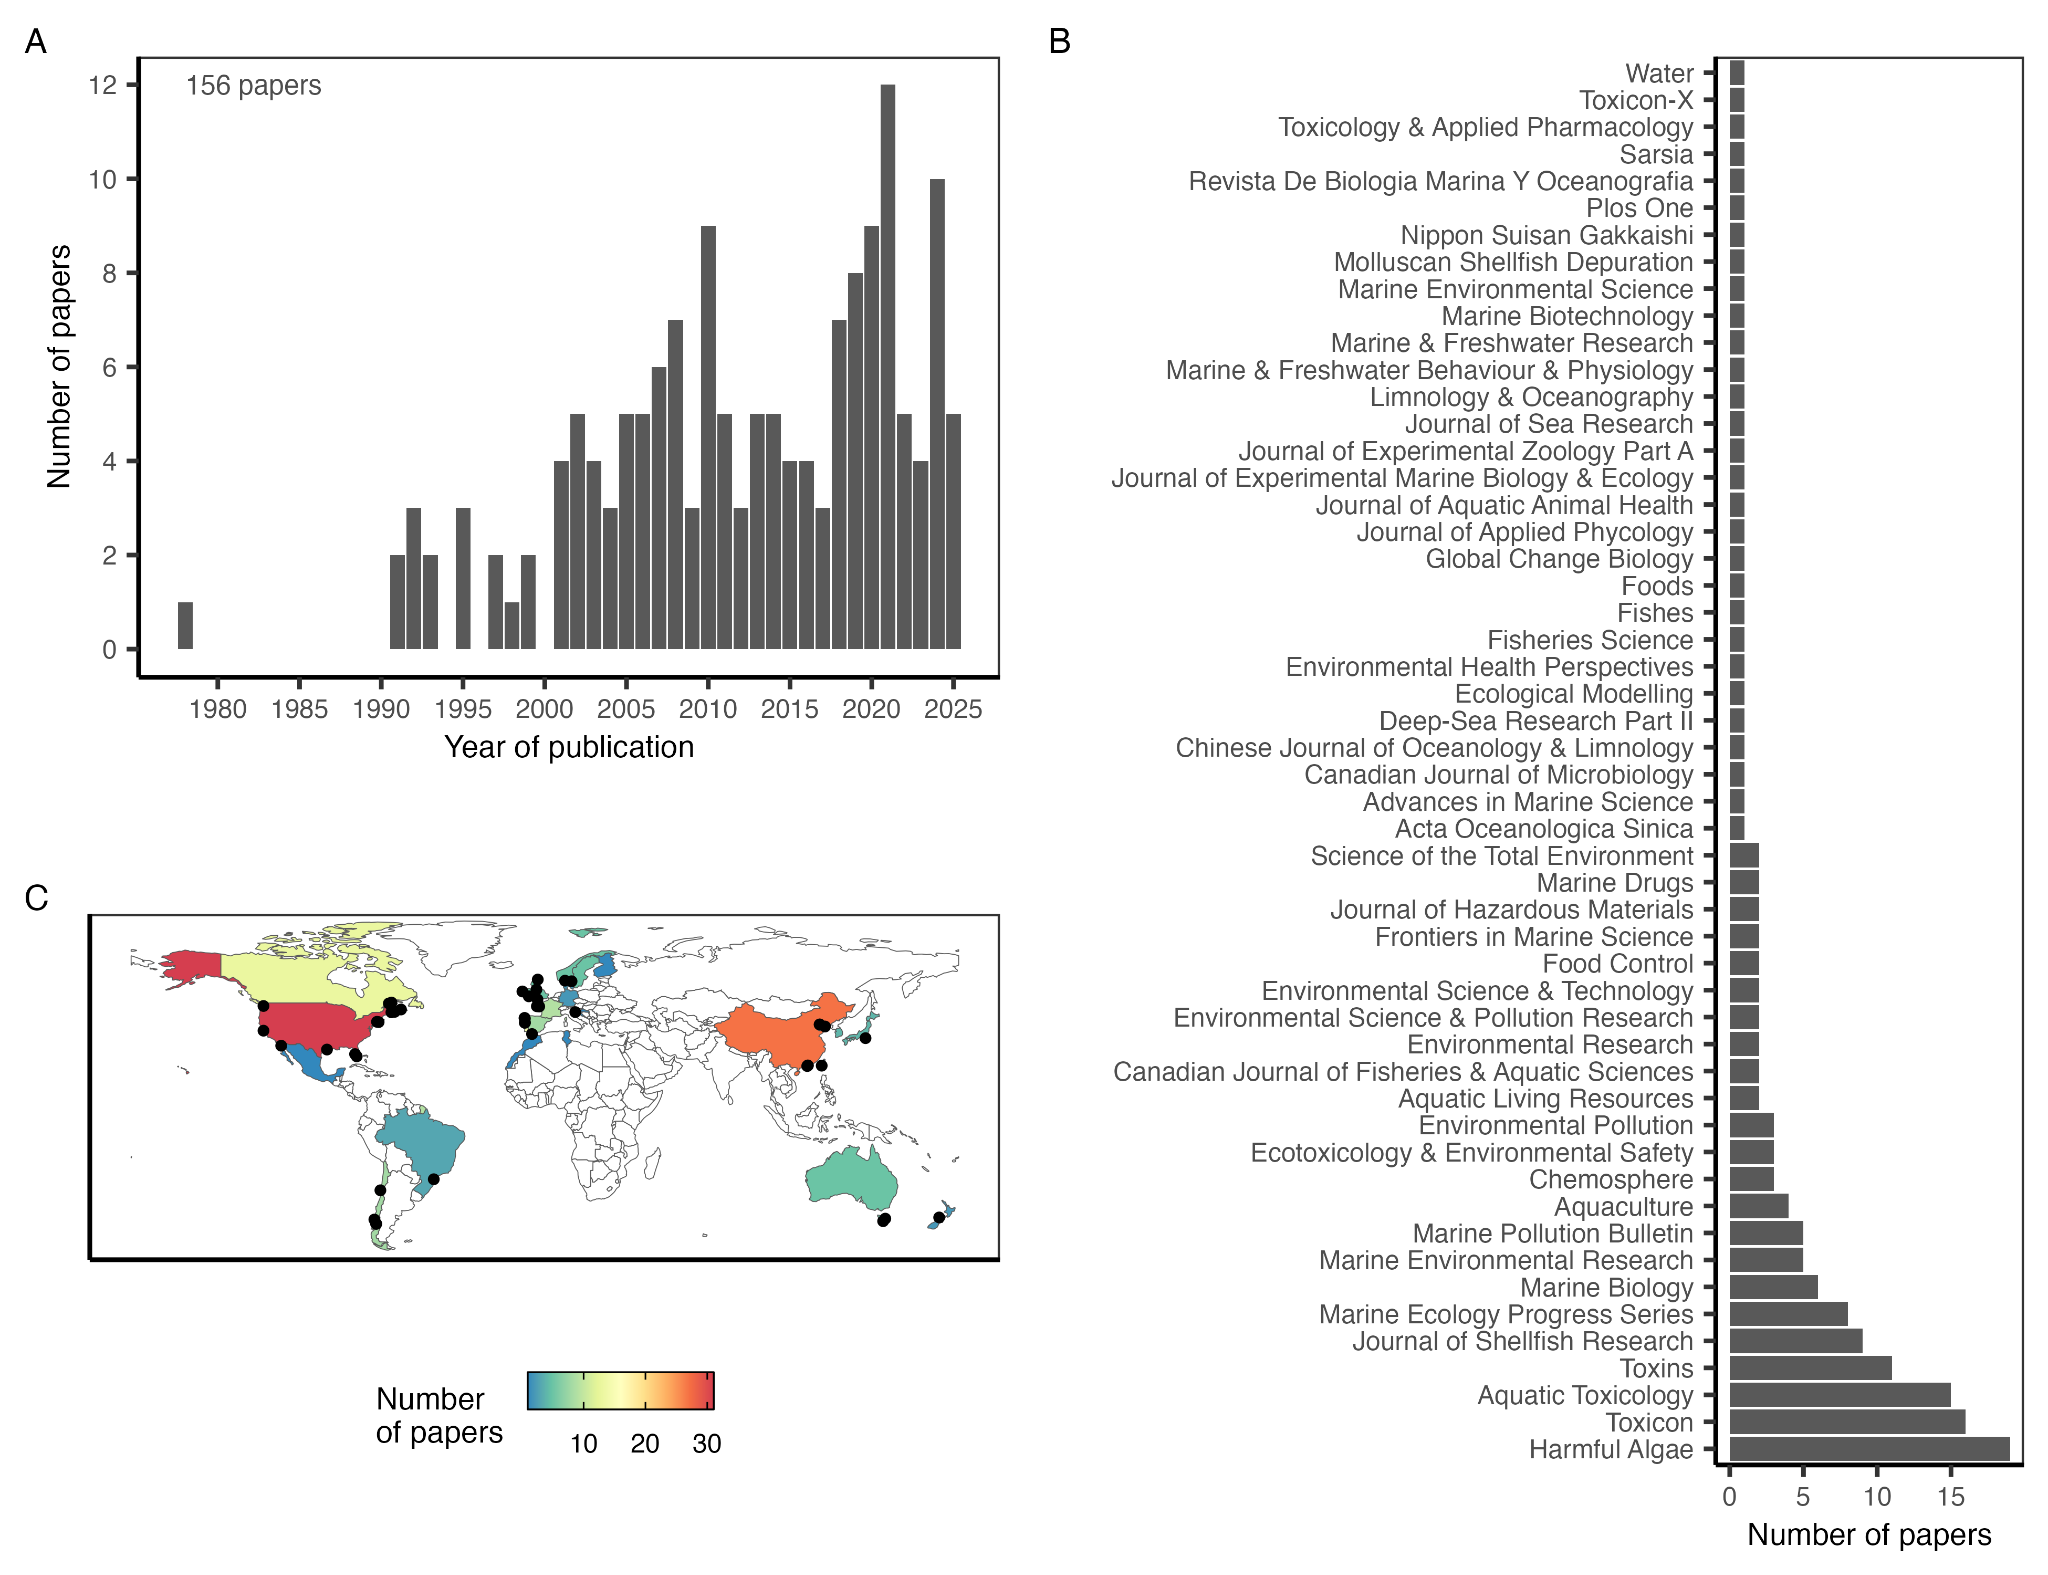 A
156 papers
12
10
8
6
4
2
0
Number of papers
1980 1985 1990 1995 2000 2005 2010 2015 2020 2025
Year of publication
B
Water
Toxicon-X
Toxicology & Applied Pharmacology
Sarsia
Revista De Biologia Marina Y Oceanografia
Plos One
Nippon Suisan Gakkaishi
Molluscan Shellfish Depuration
Marine Environmental Science
Marine Biotechnology
Marine & Freshwater Research
Marine & Freshwater Behaviour & Physiology
Limnology & Oceanography
Journal of Sea Research
Journal of Experimental Zoology Part A
Journal of Experimental Marine Biology & Ecology
Journal of Aquatic Animal Health
Journal of Applied Phycology
Global Change Biology
Foods
Fishes
Fisheries Science
Environmental Health Perspectives
Ecological Modelling
Deep-Sea Research Part II
Chinese Journal of Oceanology & Limnology
Canadian Journal of Microbiology
Advances in Marine Science
Acta Oceanologica Sinica
Science of the Total Environment
Marine Drugs
Journal of Hazardous Materials
Frontiers in Marine Science
Food Control
Environmental Science & Technology
Environmental Science & Pollution Research
Environmental Research
Canadian Journal of Fisheries & Aquatic Sciences
Aquatic Living Resources
Environmental Pollution
Ecotoxicology & Environmental Safety
Chemosphere
Aquaculture
Marine Pollution Bulletin
Marine Environmental Research
Marine Biology
Marine Ecology Progress Series
Journal of Shellfish Research
Toxins
Aquatic Toxicology
Toxicon
Harmful Algae
0 5 10 15
Number of papers
C
Number
of papers
10 20 30